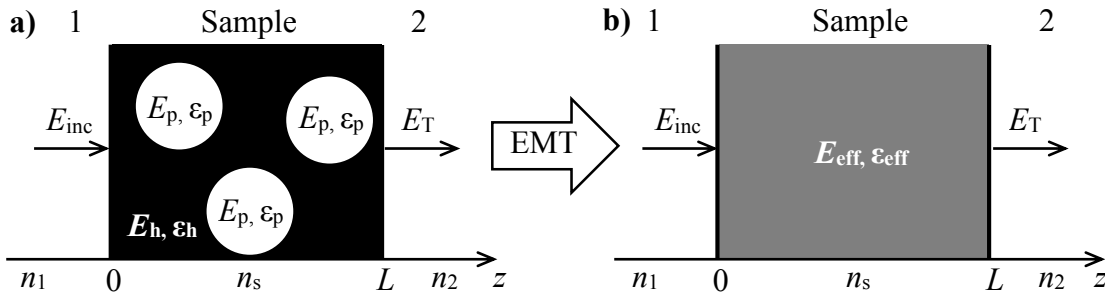 a) 1 Sample 2
E_inc
E_p, ε_p
E_p, ε_p
E_T
E_p, ε_p
E_h, ε_h
n_1 0 n_s L n_2 z
EMT
b) 1 Sample 2
E_inc
E_eff, ε_eff
E_T
n_1 0 n_s L n_2 z